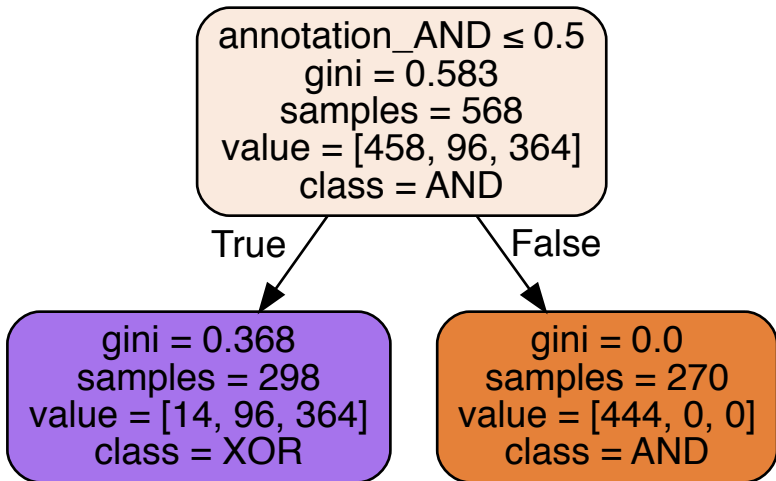 annotation_AND ≤ 0.5
gini = 0.583
samples = 568
value = [458, 96, 364]
class = AND
True
False
gini = 0.368
samples = 298
value = [14, 96, 364]
class = XOR
gini = 0.0
samples = 270
value = [444, 0, 0]
class = AND